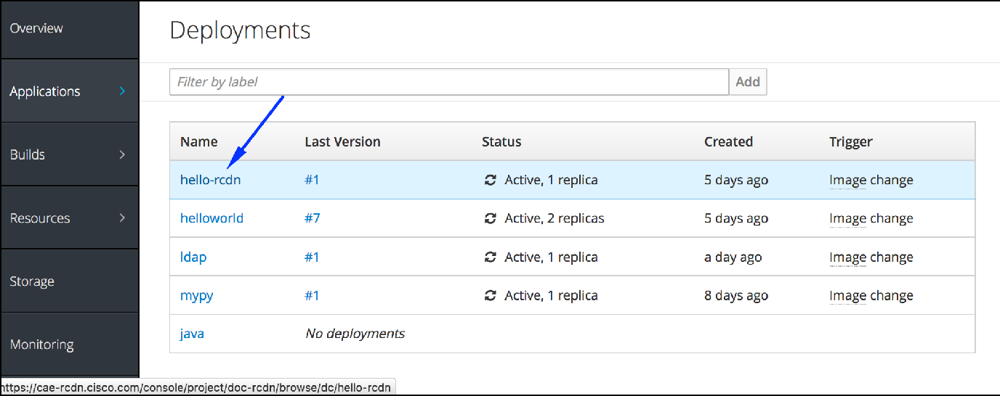 Overview
Applications
Builds
Resources
Storage
Monitoring
Deployments
Filter by label Add
Name Last Version Status Created Trigger
hello-rcdn #1 Active, 1 replica 5 days ago Image change
helloworld #7 Active, 2 replicas 5 days ago Image change
ldap #1 Active, 1 replica a day ago Image change
mypy #1 Active, 1 replica 8 days ago Image change
java No deployments
https://cae-rcdn.cisco.com/console/project/doc-rcdn/browse/dc/hello-rcdn